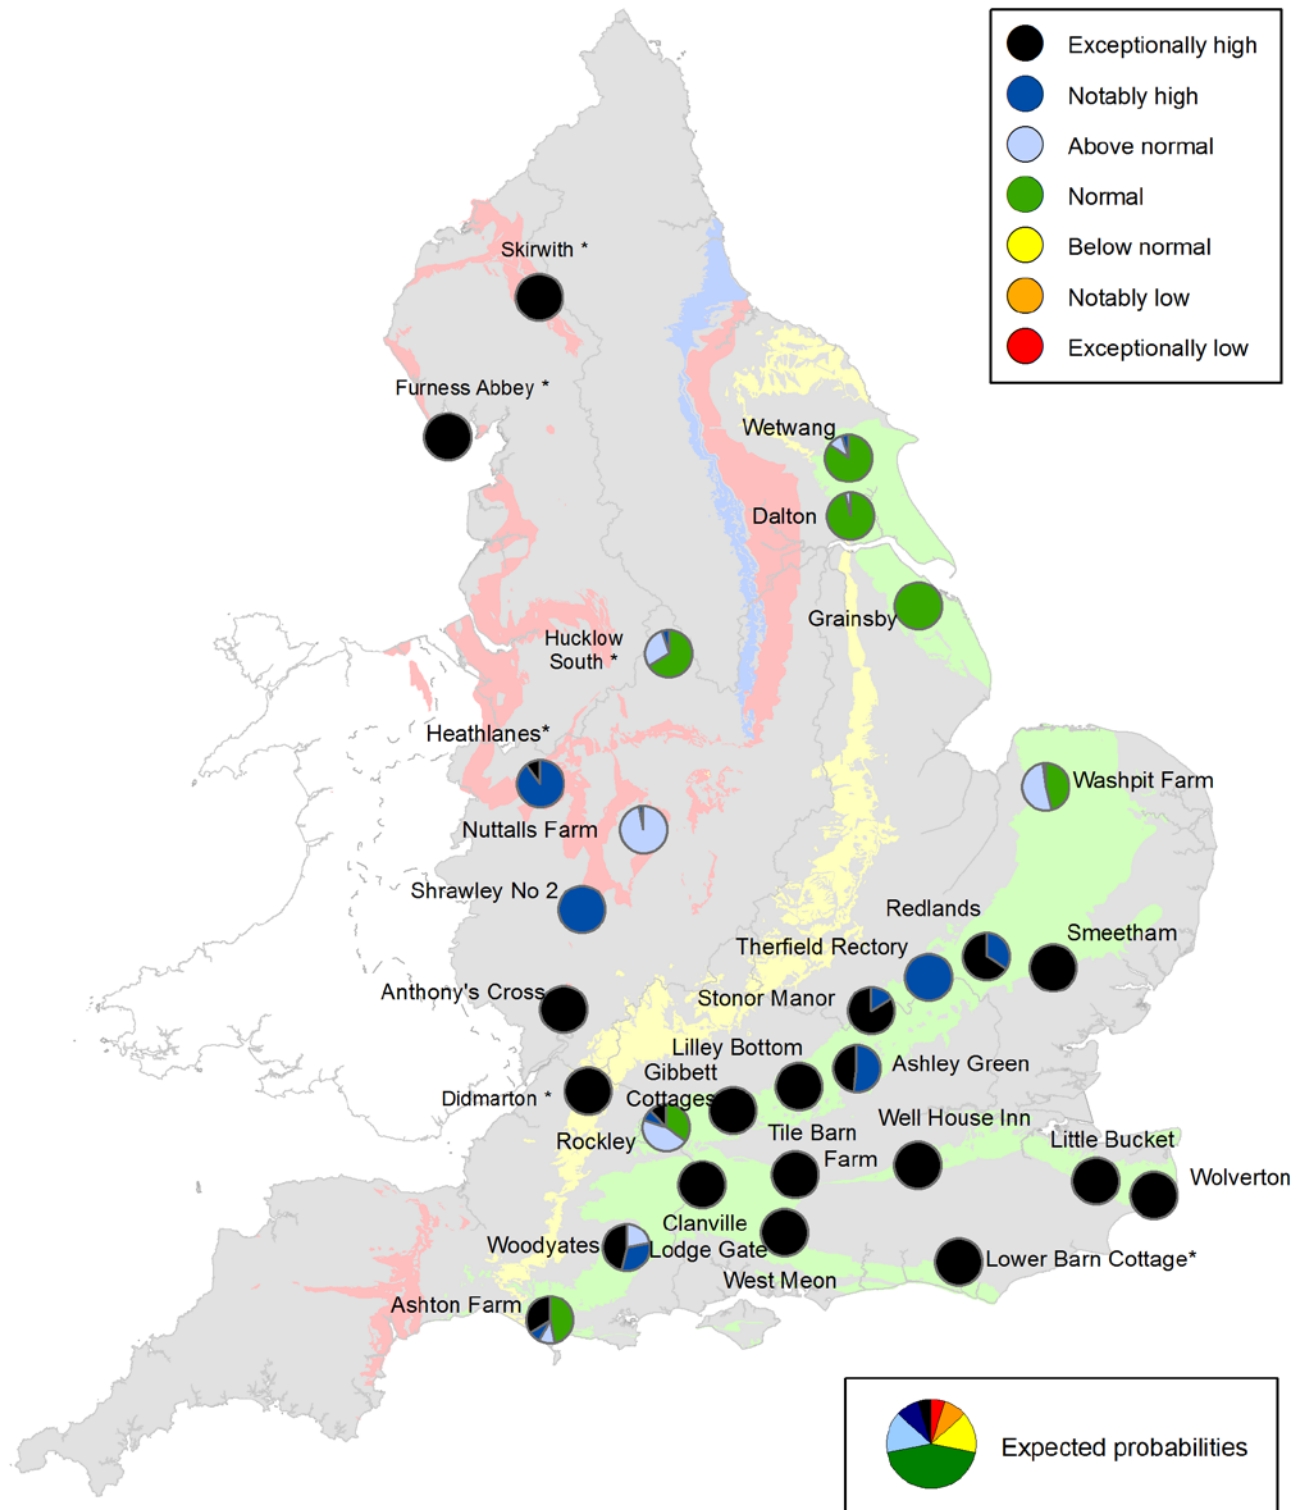 Exceptionally high
Notably high
Above normal
Normal
Below normal
Notably low
Exceptionally low
Skirwith *
Furness Abbey *
Wetwang
Dalton
Grainsby
Hucklow
South *
Heathlanes*
Washpit Farm
Nuttalls Farm
Shrawley No 2
Redlands
Smeetham
Therfield Rectory
Anthony's Cross
Stonor Manor
Lilley Bottom
Ashley Green
Gibbett
Cottages
Didmarton *
Rockley
Tile Barn
Farm
Well House Inn
Little Bucket
Wolverton
Clanville
Lodge Gate
Woodyates
West Meon
Lower Barn Cottage*
Ashton Farm
Expected probabilities